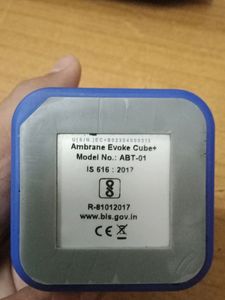 Ambrane Evoke Cube+
Model No.: ABT-01
IS 616 : 2017
R-81012017
www.bis.gov.in
CE